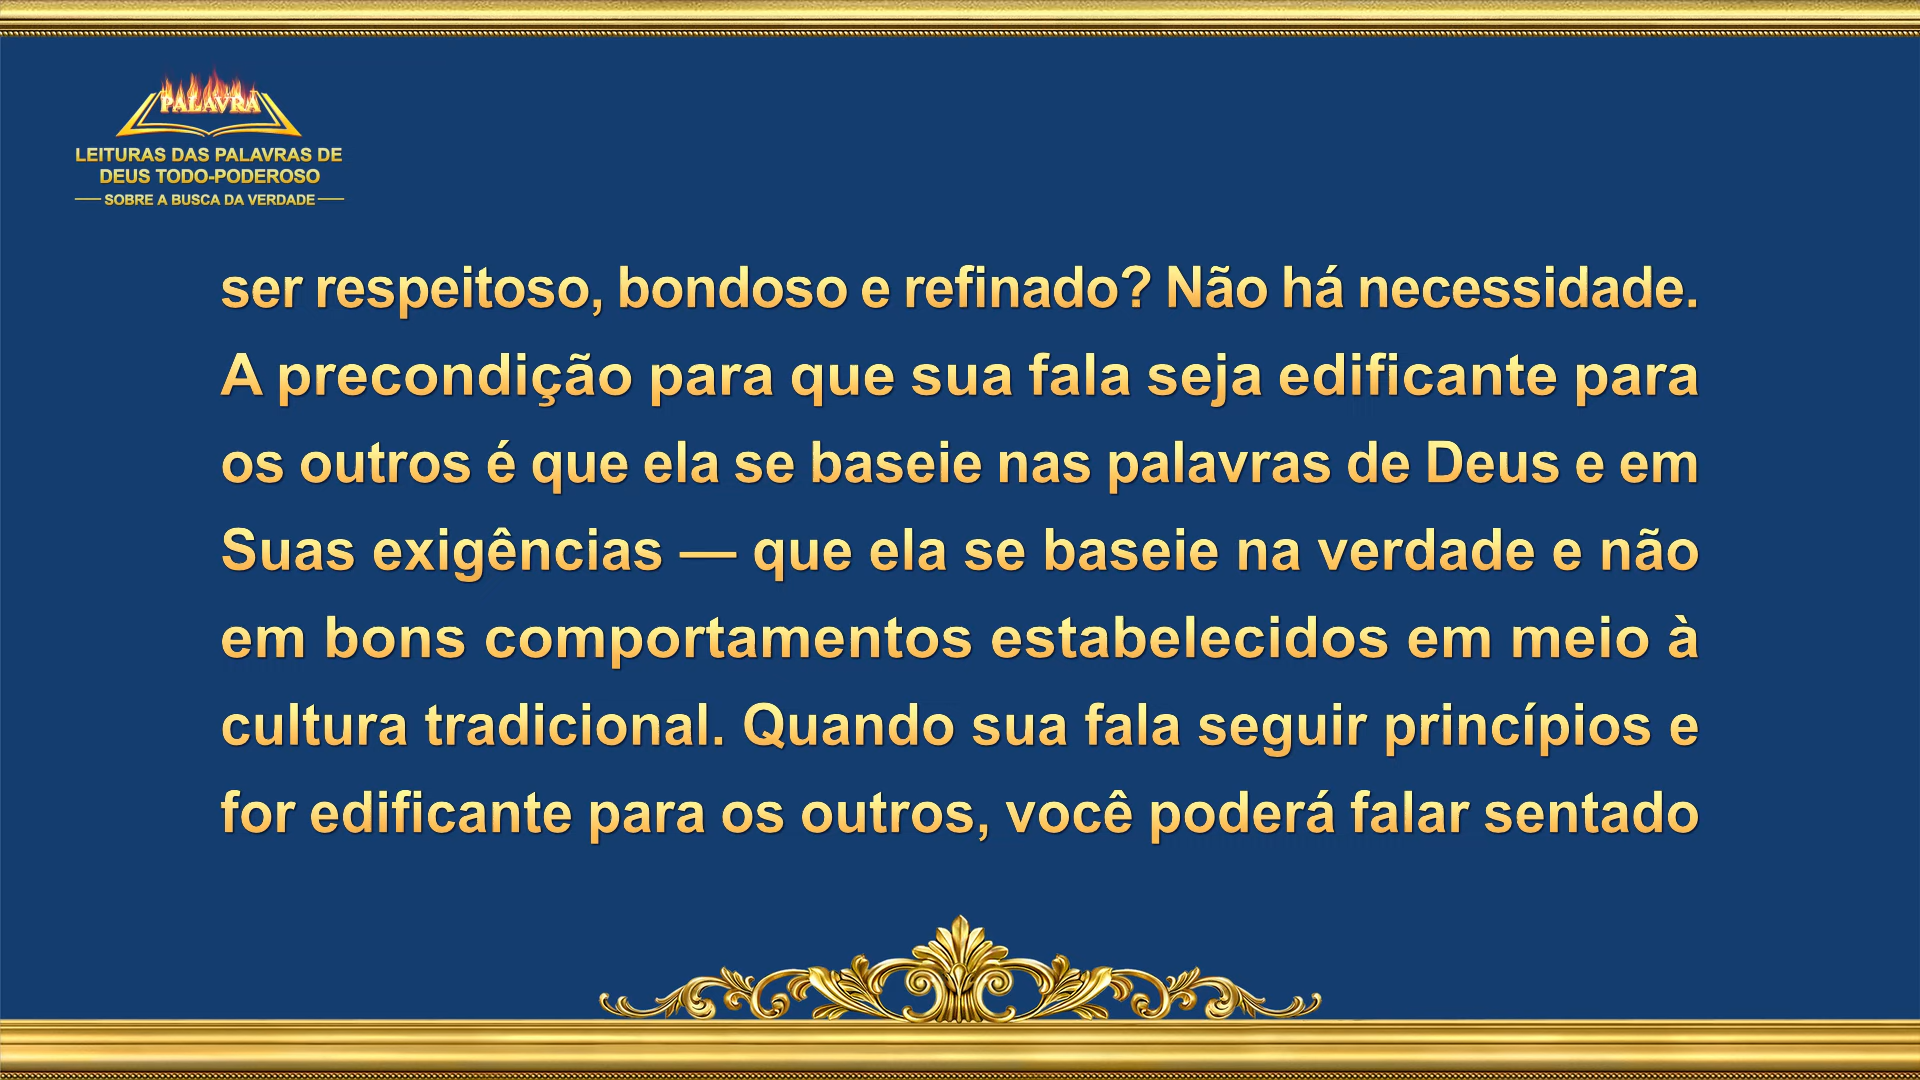 PALAVRA
LEITURAS DAS PALAVRAS DE
DEUS TODO-PODEROSO
SOBRE A BUSCA DA VERDADE
ser respeitoso, bondoso e refinado? Não há necessidade.
A precondição para que sua fala seja edificante para
os outros é que ela se baseie nas palavras de Deus e em
Suas exigências — que ela se baseie na verdade e não
em bons comportamentos estabelecidos em meio à
cultura tradicional. Quando sua fala seguir princípios e
for edificante para os outros, você poderá falar sentado